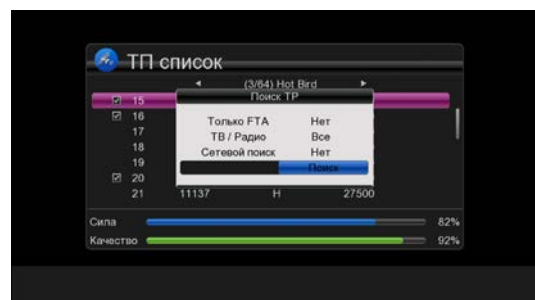 ТП список
(3/64) Hot Bird
Поиск TP
15
16
Только FTA Нет
17
ТВ / Радио Все
18
Сетевой поиск Нет
19
Поиск
20
21 11137 H 27500
Сила 82%
Качество 92%